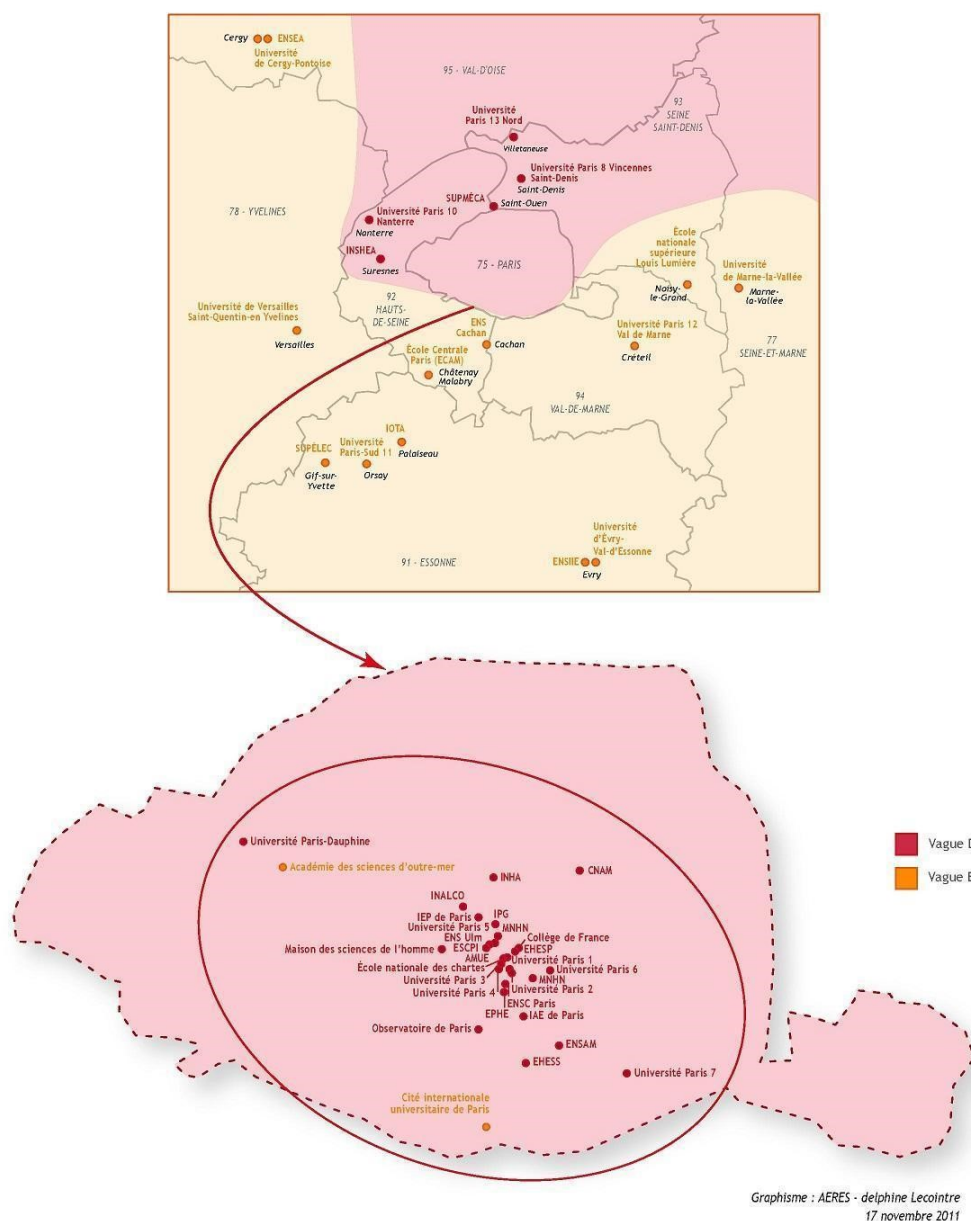 Cergy
ENSEA
Université
de Cergy-Pontoise
95 - VAL-D'OISE
93
SEINE
SAINT-DENIS
Université
Paris 13 Nord
Villetaneuse
Université Paris 8 Vincennes
Saint-Denis
Saint-Denis
SUPMÉCA
Saint-Ouen
78 - YVELINES
Université Paris 10
Nanterre
Nanterre
INSHEA
Suresnes
75 - PARIS
École
nationale
supérieure
Louis Lumière
Noisy-
le-Grand
Université
de Marne-la-Vallée
Marne-
la-Vallée
92
HAUTS-
DE-SEINE
Université de Versailles
Saint-Quentin-en Yvelines
Versailles
ENS
Cachan
Cachan
Université Paris 12
Val de Marne
Créteil
77
SEINE-ET-MARNE
École Centrale
Paris (ECAM)
Châtenay
Malabry
94
VAL-DE-MARNE
IOTA
Palaiseau
SUPÉLEC
Gif-sur-
Yvette
Université
Paris-Sud 11
Orsay
91 - ESSONNE
Université
d'Évry-
Val-d'Essonne
ENSIIE
Evry
Université Paris-Dauphine
Académie des sciences d'outre-mer
INHA
CNAM
INALCO
IEP de Paris
IPG
Université Paris 5
MNHN
ENS Ulm
Collège de France
ESCPI
EHESP
Maison des sciences de l'homme
AMUE
Université Paris 1
École nationale des chartes
Université Paris 6
Université Paris 3
MNHN
Université Paris 4
Université Paris 2
ENSC Paris
EPHE
IAE de Paris
Observatoire de Paris
ENSAM
EHESS
Université Paris 7
Cité internationale
universitaire de Paris
Vague D
Vague E
Graphisme : AERES - delphine Lecointre
17 novembre 2011